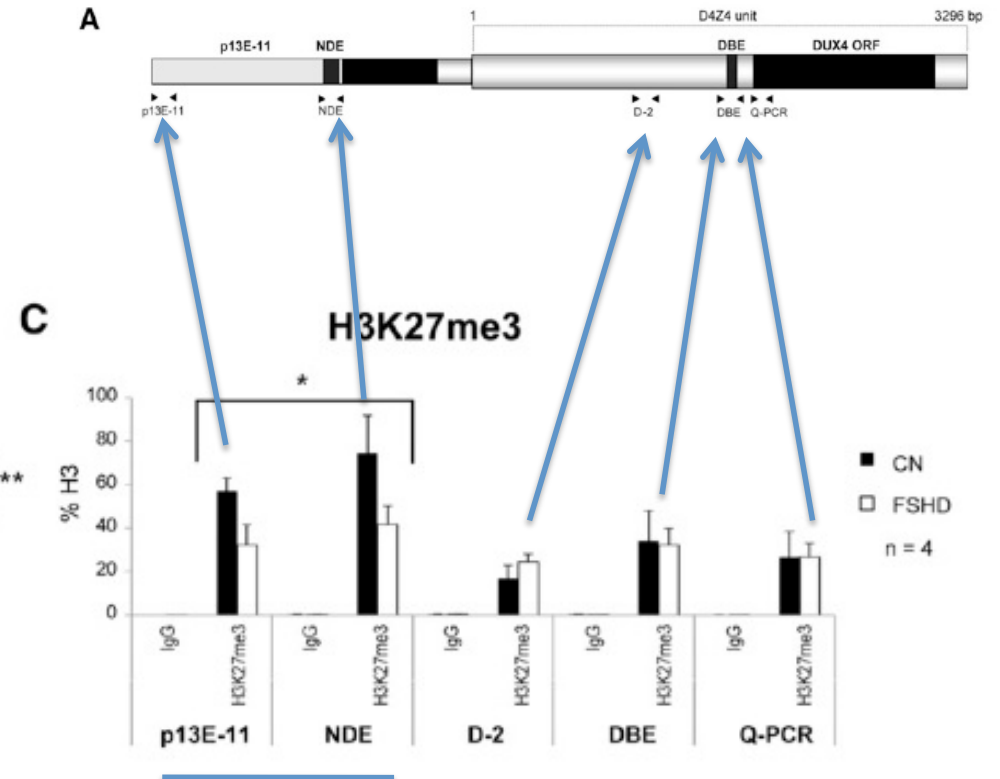 A
1 D4Z4 unit 3296 bp
p13E-11 NDE DBE DUX4 ORF
p13E-11 NDE D-2 DBE Q-PCR
C
H3K27me3
*
**
% H3
100
80
60
40
20
0
CN
FSHD
n = 4
IgG H3K27me3 IgG H3K27me3 IgG H3K27me3 IgG H3K27me3 IgG H3K27me3
p13E-11 NDE D-2 DBE Q-PCR